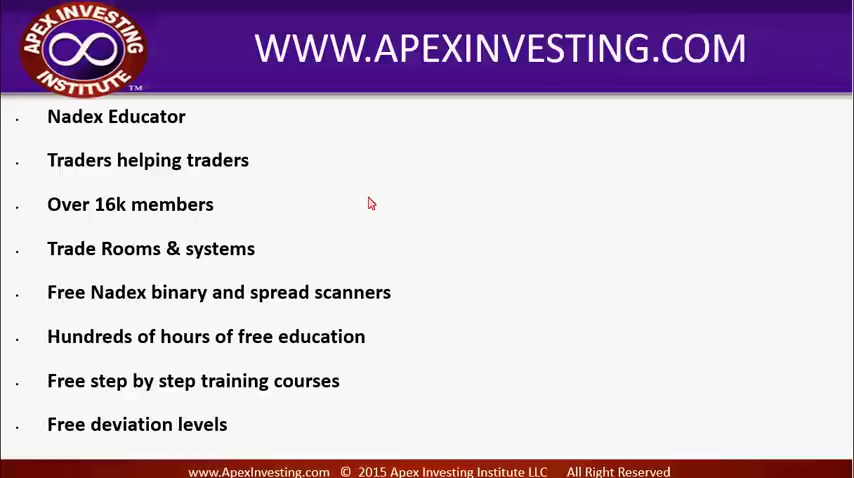 APEX INVESTING
INSTITUTE
TM
WWW.APEXINVESTING.COM
· Nadex Educator
· Traders helping traders
· Over 16k members
· Trade Rooms & systems
· Free Nadex binary and spread scanners
· Hundreds of hours of free education
· Free step by step training courses
· Free deviation levels
www.ApexInvesting.com © 2015 Apex Investing Institute LLC All Right Reserved